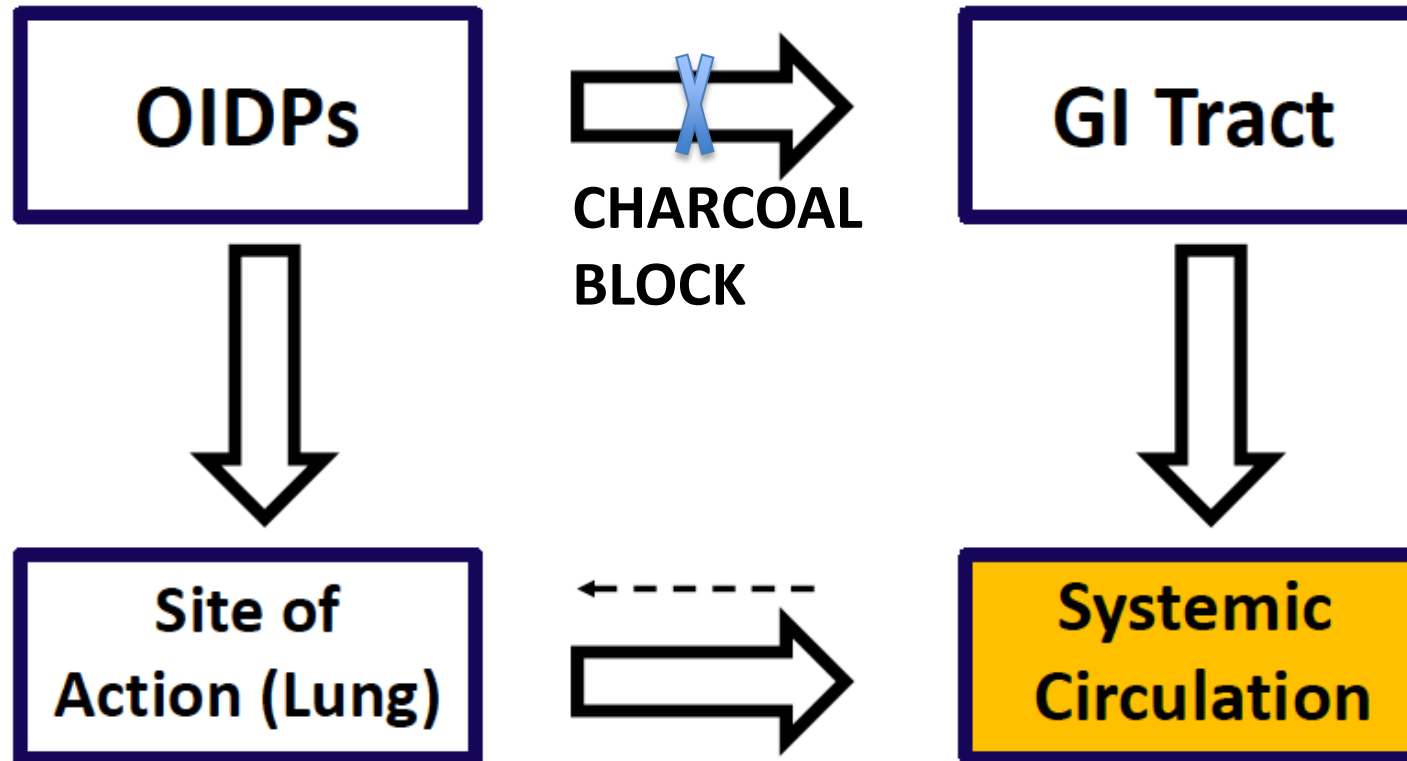 OIDPs
GI Tract
CHARCOAL
BLOCK
Site of
Action (Lung)
Systemic
Circulation